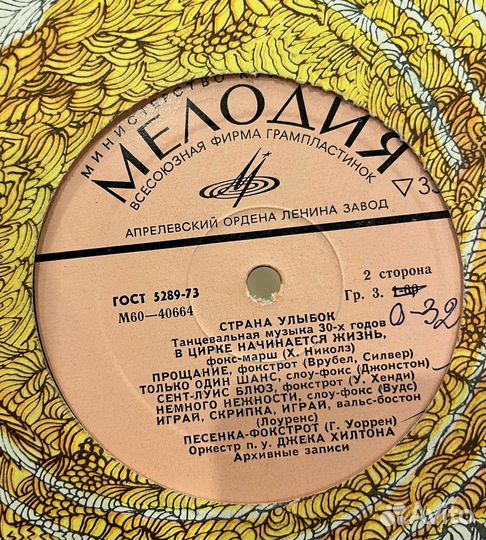 МИНИСТЕРСТВО
МЕЛОДИЯ
ВСЕСОЮЗНАЯ ФИРМА ГРАМПЛАСТИНОК
▽33
АПРЕЛЕВСКИЙ ОРДЕНА ЛЕНИНА ЗАВОД
ГОСТ 5289-73
М60—40664
2 сторона
Гр. 3. 1-90
0-32
СТРАНА УЛЫБОК
Танцевальная музыка 30-х годов
В ЦИРКЕ НАЧИНАЕТСЯ ЖИЗНЬ,
фокс-марш (Х. Николз)
ПРОЩАНИЕ, фокстрот (Врубел, Силвер)
ТОЛЬКО ОДИН ШАНС, слоу-фокс (Джонстон)
СЕНТ-ЛУИС БЛЮЗ, фокстрот (У. Хенди)
НЕМНОГО НЕЖНОСТИ, слоу-фокс (Вудс)
ИГРАЙ, СКРИПКА, ИГРАЙ, вальс-бостон
(Лоуренс)
ПЕСЕНКА-ФОКСТРОТ (Г. Уоррен)
Оркестр п. у. ДЖЕКА ХИЛТОНА
Архивные записи
Avito